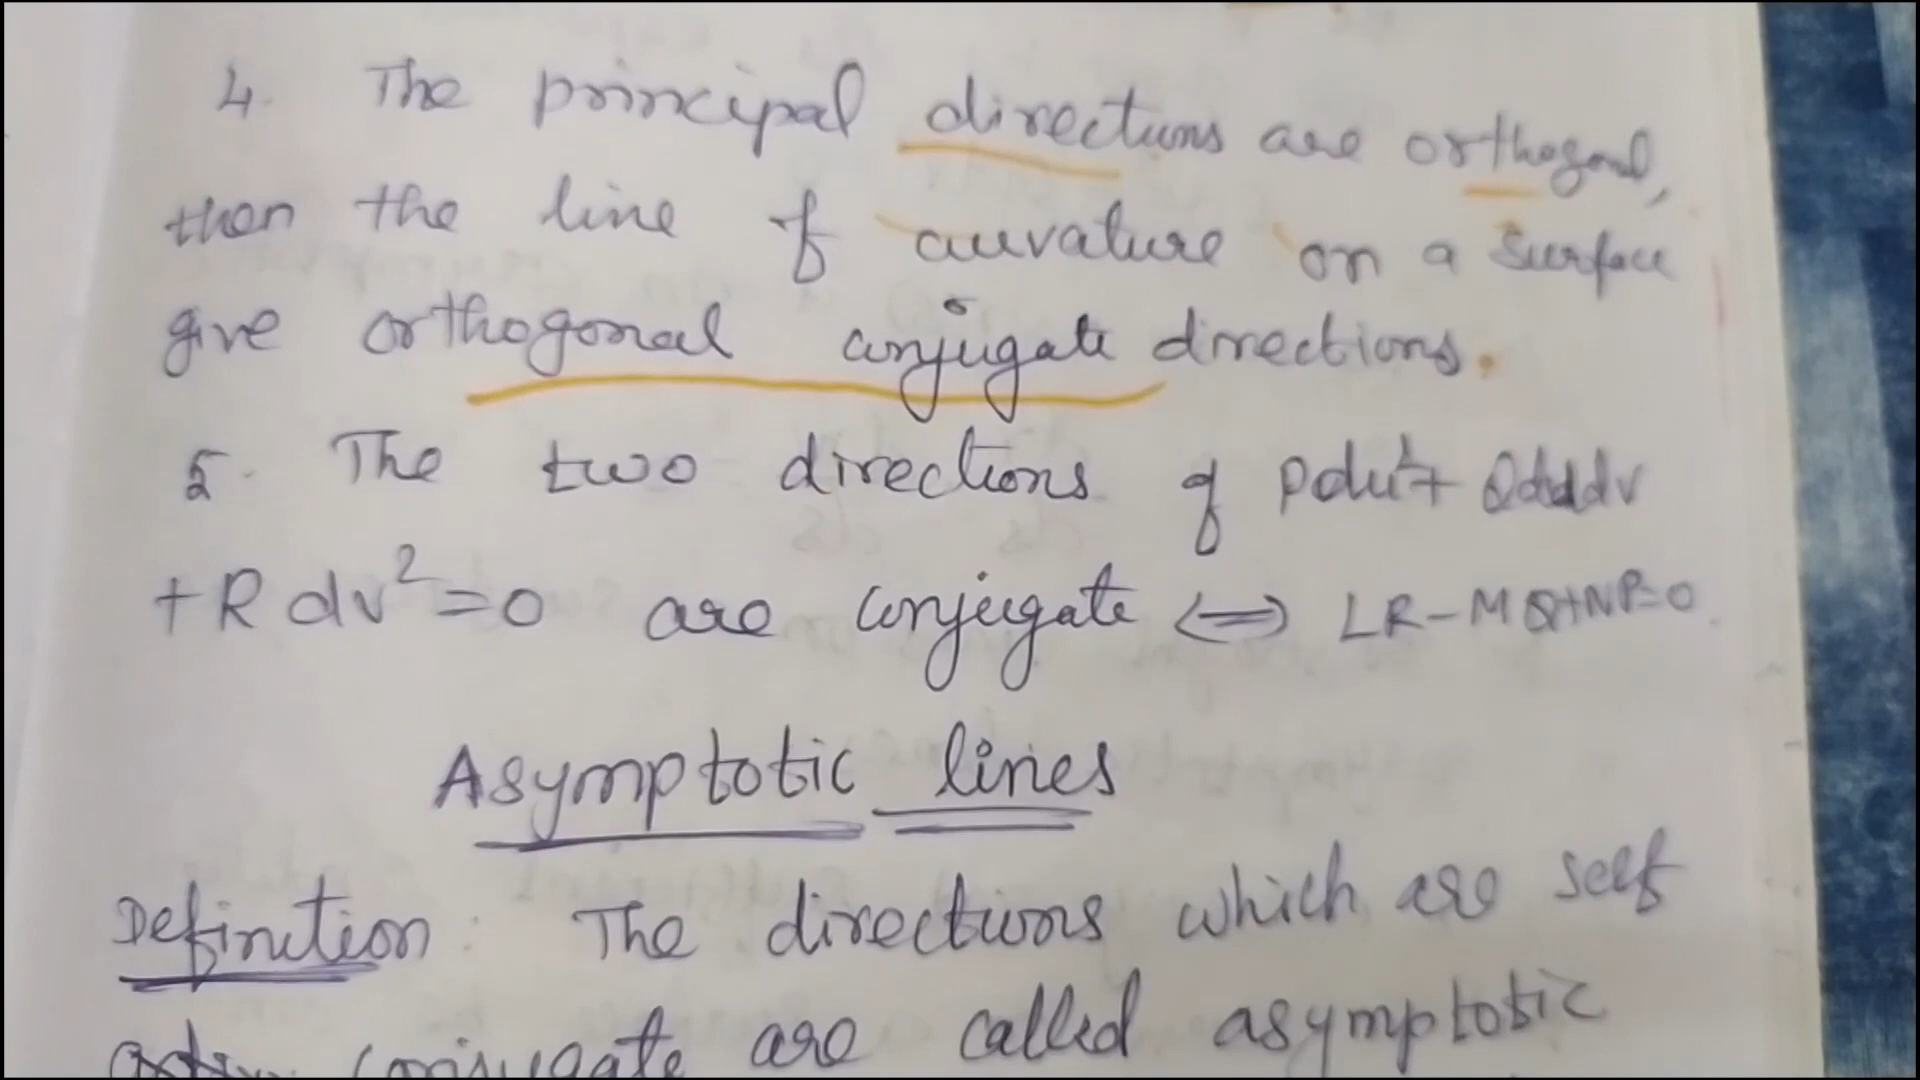 4. The principal directions are orthogonal,
then the line of curvature on a surface
give orthogonal conjugate directions.
5. The two directions of Pdu²+ Qdudv
+R dv²=0 are conjugate <=> LR-MQ+NP=0
Asymptotic lines
Definition: The directions which are self
conjugate are called asymptotic